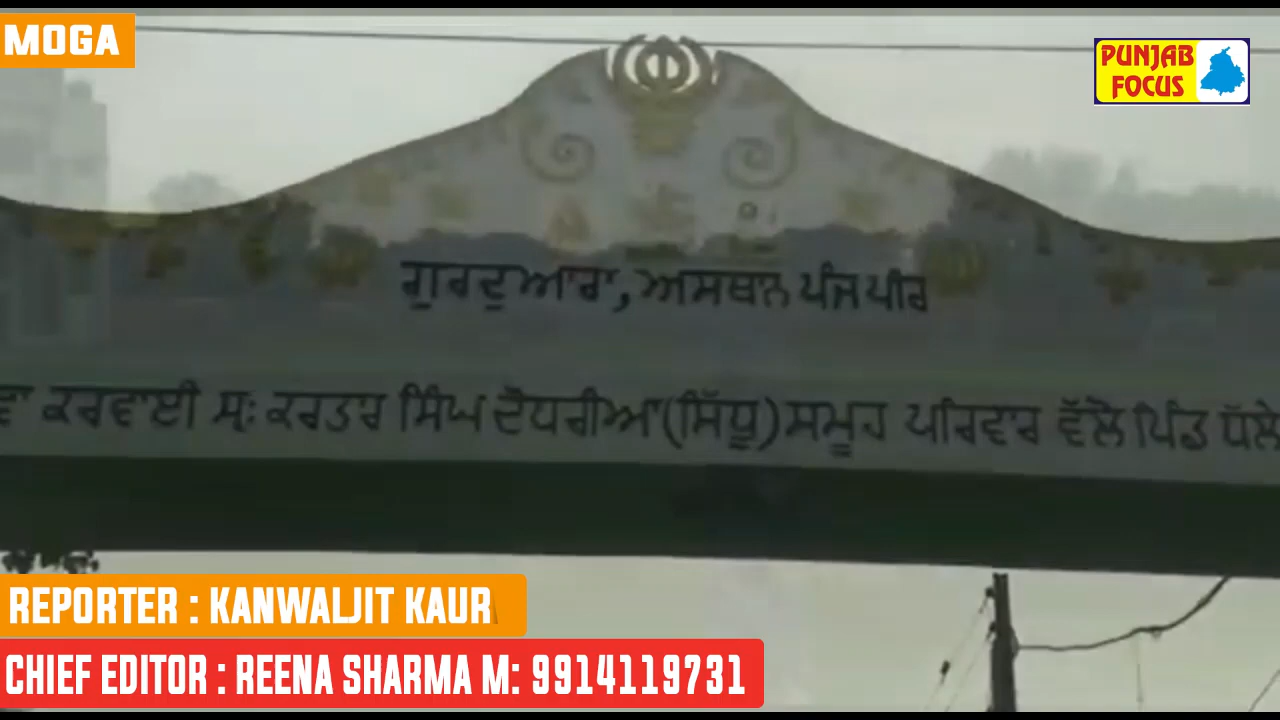 MOGA
PUNJAB
FOCUS
ਗੁਰਦੁਆਰਾ, ਅਸਥਾਨ ਪੰਜ ਪੀਰ
ਕਰਵਾਈ ਸ੍ਰ: ਕਰਤਾਰ ਸਿੰਘ ਦੌਧਰੀਆ (ਸਿੱਧੂ) ਸਮੂਹ ਪਰਿਵਾਰ ਵੱਲੋਂ ਪਿੰਡ
REPORTER : KANWALJIT KAUR
CHIEF EDITOR : REENA SHARMA M: 9914119731